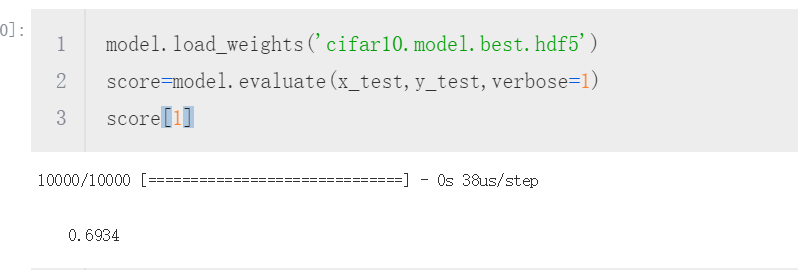 0]:
1 model.load_weights('cifar10.model.best.hdf5')
2 score=model.evaluate(x_test,y_test,verbose=1)
3 score[1]
10000/10000 [==============================] - 0s 38us/step
0.6934